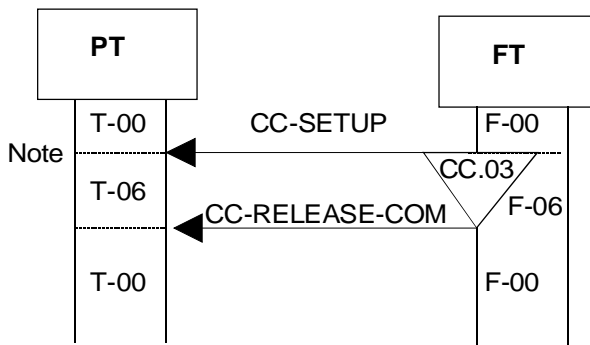 PT
FT
T-00
CC-SETUP
F-00
Note
CC.03
T-06
CC-RELEASE-COM
F-06
T-00
F-00